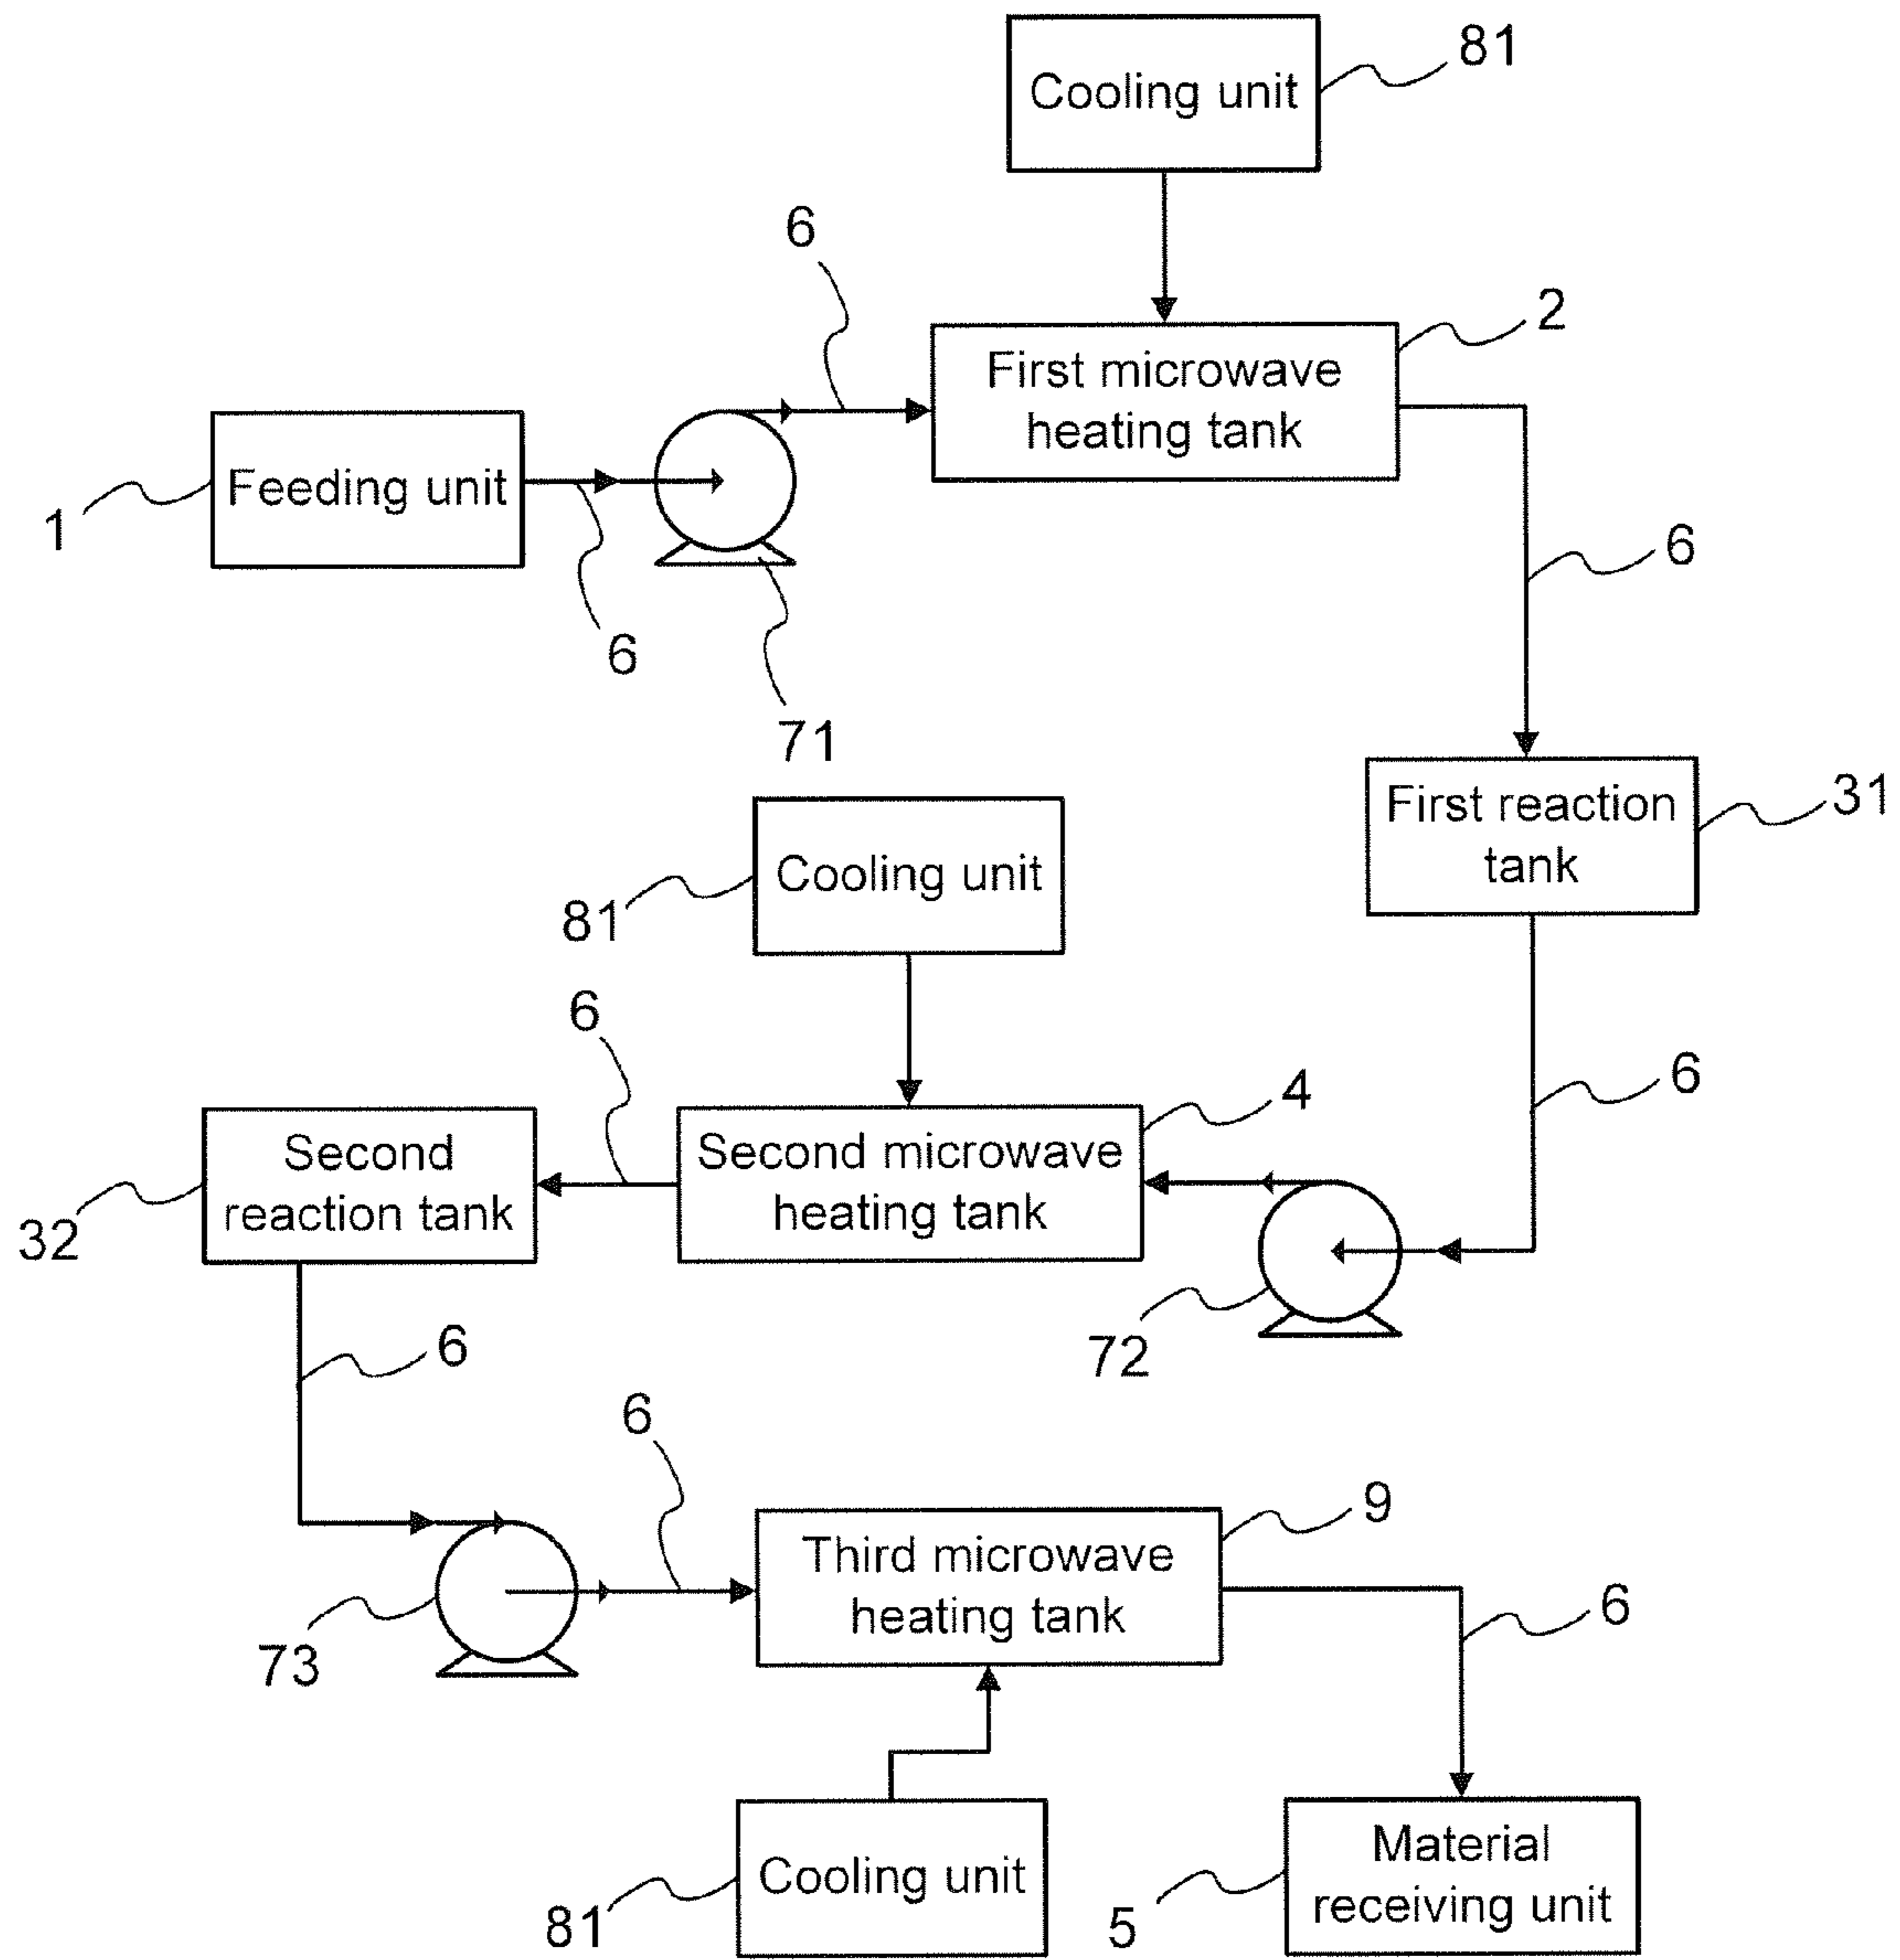 Cooling unit
81
6
First microwave
heating tank
2
Feeding unit
1
6
71
6
First reaction
tank
31
Cooling unit
81
6
6
Second
reaction tank
32
Second microwave
heating tank
4
72
6
6
73
Third microwave
heating tank
9
6
Cooling unit
81
Material
receiving unit
5